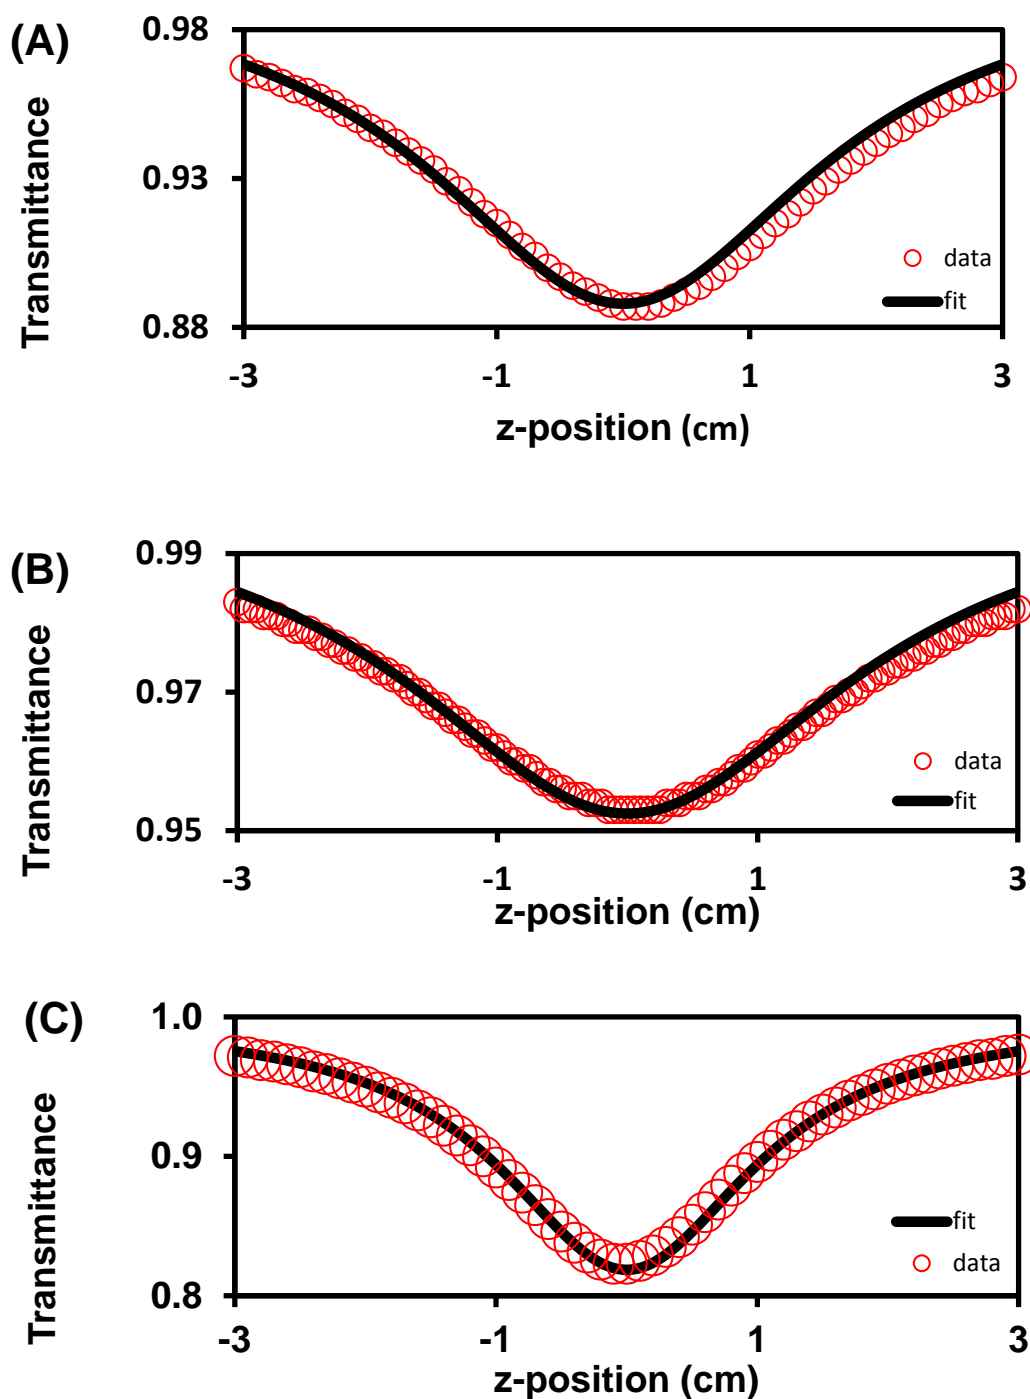 (A)
Transmittance
0.98
0.93
0.88
-3 -1 1 3
z-position (cm)
data
fit
(B)
Transmittance
0.99
0.97
0.95
-3 -1 1 3
z-position (cm)
data
fit
(C)
Transmittance
1.0
0.9
0.8
-3 -1 1 3
z-position (cm)
fit
data